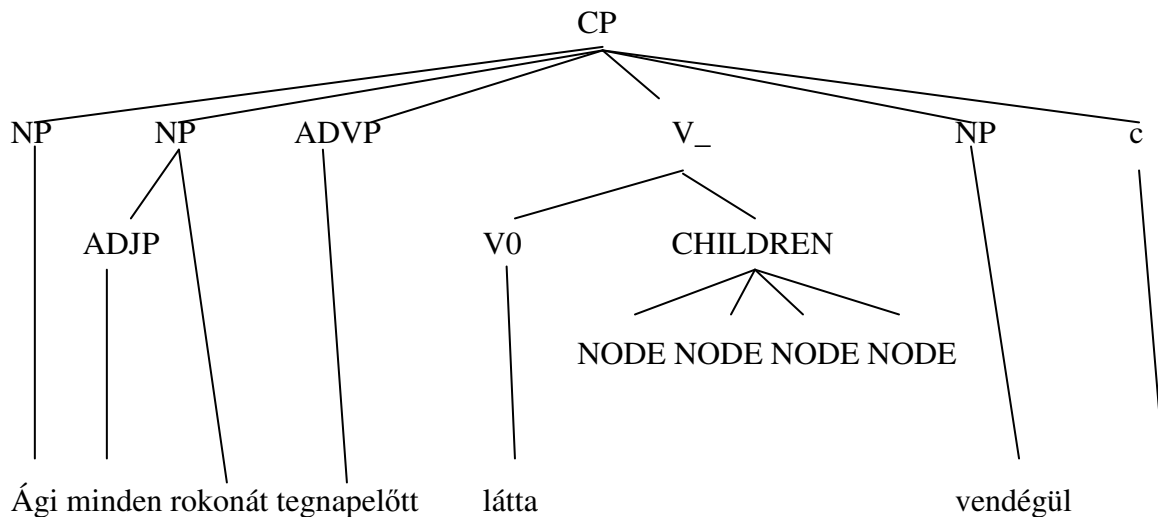 CP
NP NP ADVP V_ NP c
ADJP V0 CHILDREN
NODE NODE NODE NODE
Ági minden rokonát tegnapelőtt látta vendégül